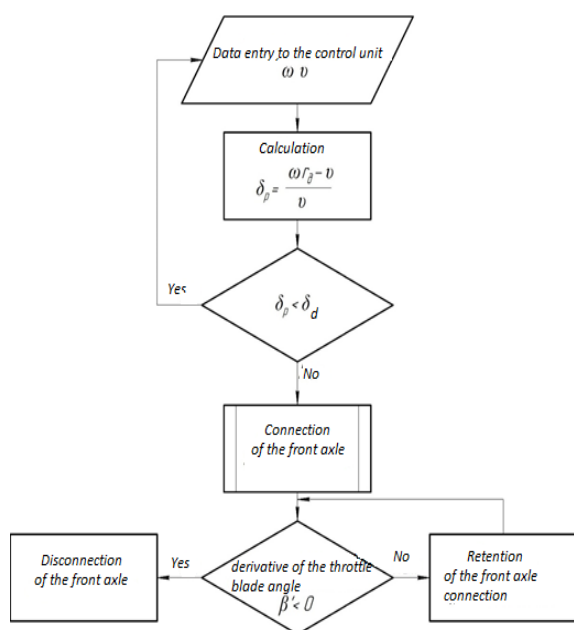 Data entry to the control unit
ω υ
Calculation
δₚ = (ωr∂ − υ) / υ
Yes
δₚ < δd
No
Connection
of the front axle
Disconnection
of the front axle
Yes
derivative of the throttle
blade angle
β' < 0
No
Retention
of the front axle
connection